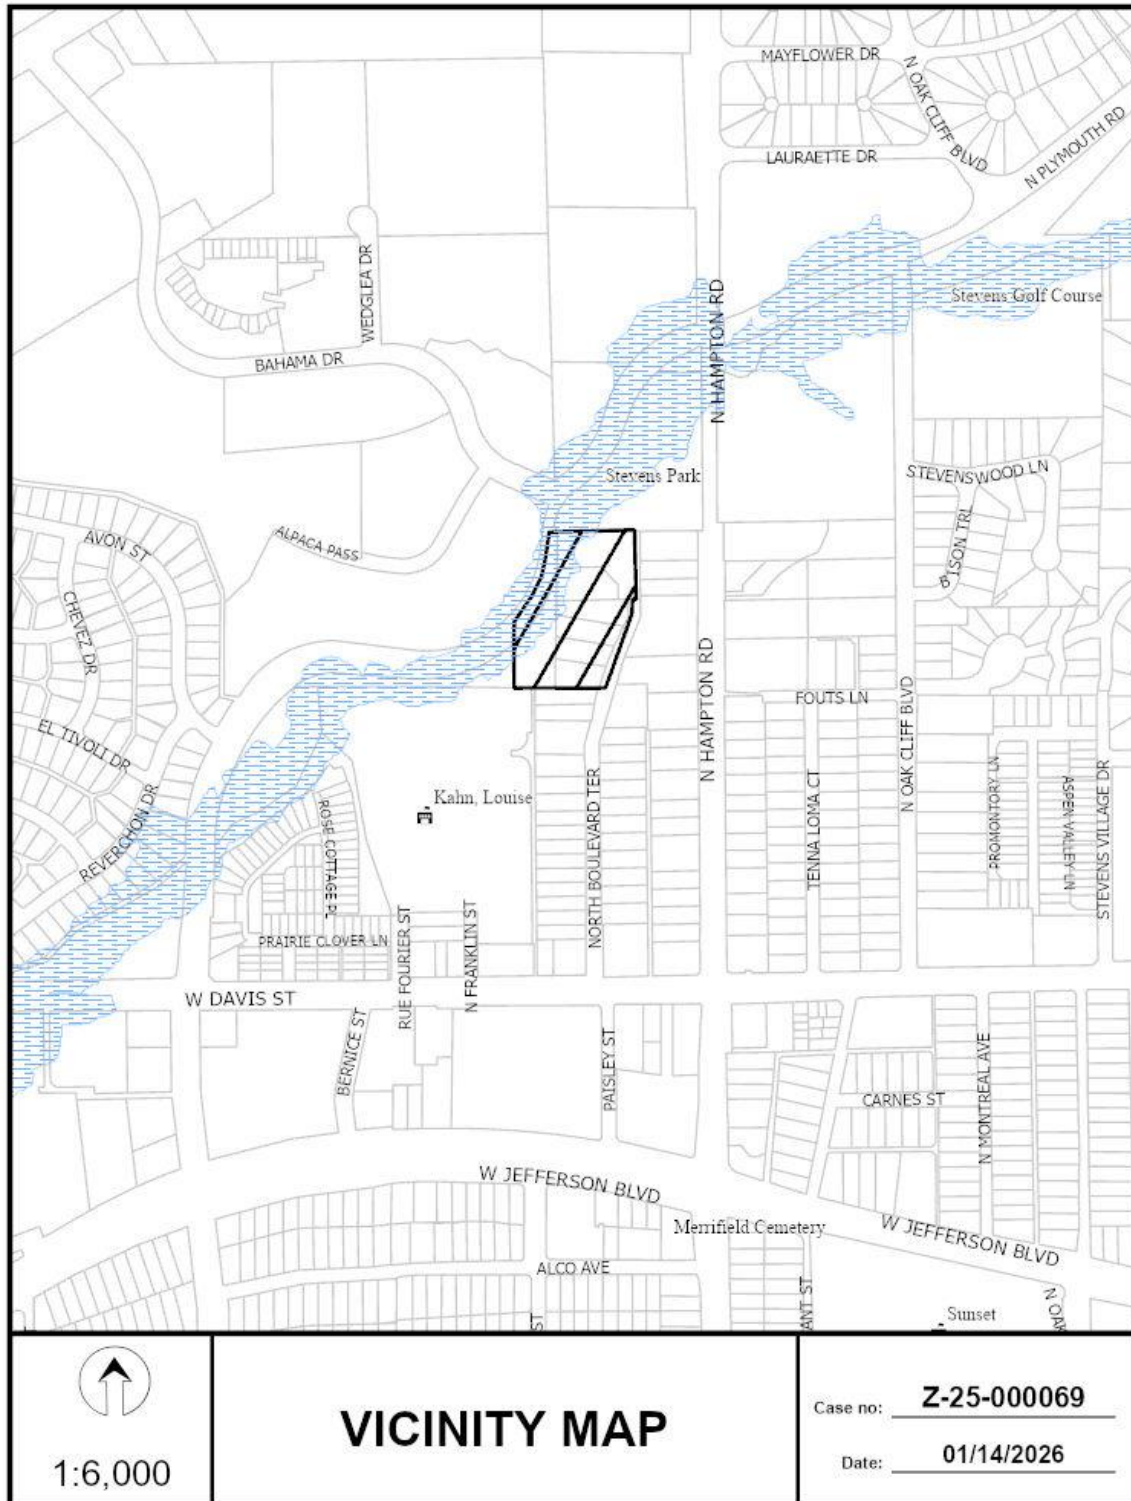 MAYFLOWER DR
N OAK CLIFF BLVD
N PLYMOUTH RD
LAURAETTE DR
WEDGLEA DR
Stevens Golf Course
N HAMPTON RD
BAHAMA DR
Stevens Park
STEVENSWOOD LN
AVON ST
ALPACA PASS
BISON TRL
CHEVEZ DR
N HAMPTON RD
FOUTS LN
N OAK CLIFF BLVD
EL TIVOLI DR
REVERCHON DR
Kahn, Louise
ROSE COTTAGE PL
NORTH BOULEVARD TER
TENNA LOMA CT
PROMONTORY LN
ASPEN VALLEY LN
STEVENS VILLAGE DR
PRAIRIE CLOVER LN
RUE FOURIER ST
N FRANKLIN ST
W DAVIS ST
BERNICE ST
PAISLEY ST
CARNES ST
N MONTREAL AVE
W JEFFERSON BLVD
Merrifield Cemetery
W JEFFERSON BLVD
ALCO AVE
ST
ANT ST
Sunset
N OAK
1:6,000
VICINITY MAP
Case no: Z-25-000069
Date: 01/14/2026